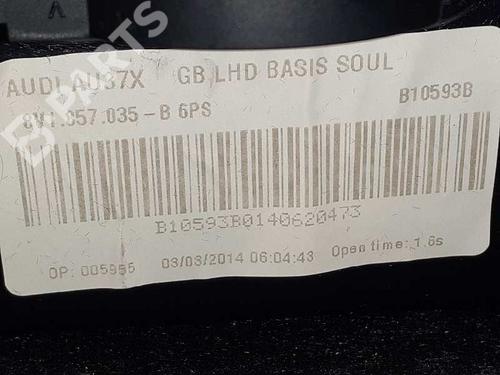 A
AUDI AU37X GB LHD BASIS SOUL
8V1.857.035-B 6PS
B10593B
B10593B0140620473
OP: 005955 03/03/2014 06:04:43 Open time: 1.6s
B-PARTS